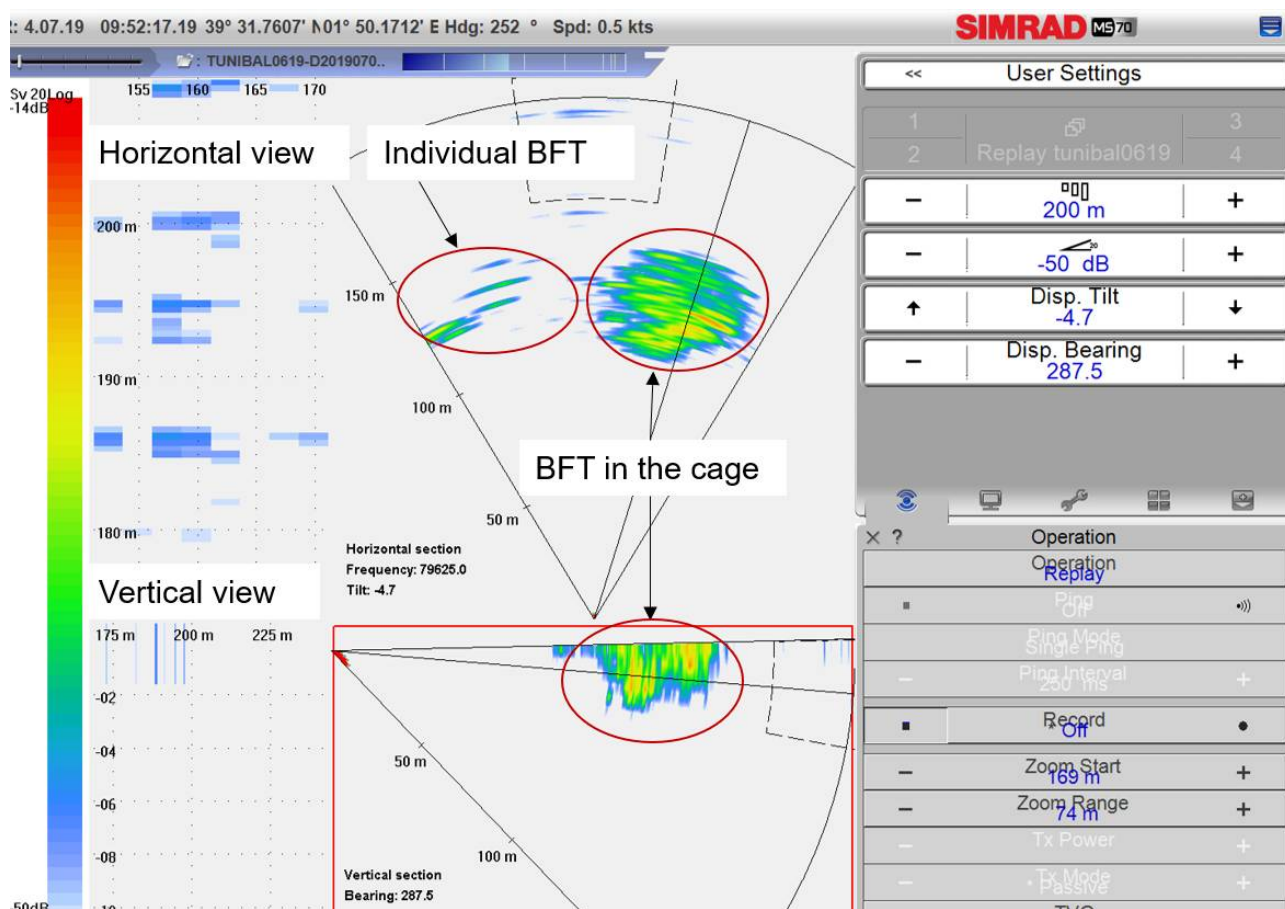 : 4.07.19 09:52:17.19 39° 31.7607' N01° 50.1712' E Hdg: 252 ° Spd: 0.5 kts
SIMRAD MS70
: TUNIBAL0619-D2019070..
Sv 20Log
-14dB
155 160 165 170
Horizontal view
Individual BFT
200 m
150 m
190 m
100 m
BFT in the cage
50 m
180 m
Horizontal section
Frequency: 79625.0
Tilt: -4.7
Vertical view
175 m 200 m 225 m
-02
-04
50 m
-06
-08
100 m
Vertical section
Bearing: 287.5
-50dB
-10
<< User Settings
1 3
Replay tunibal0619
2 4
- 200 m +
20
- -50 dB +
Disp. Tilt
-4.7
Disp. Bearing
- 287.5 +
× ? Operation
Operation
Replay
Ping
Off
Ping Mode
Single Ping
Ping Interval
- 250 ms +
Record
Off
Zoom Start
- 169 m +
Zoom Range
- 74 m +
Tx Power
- +
Tx Mode
- Passive +
TVG